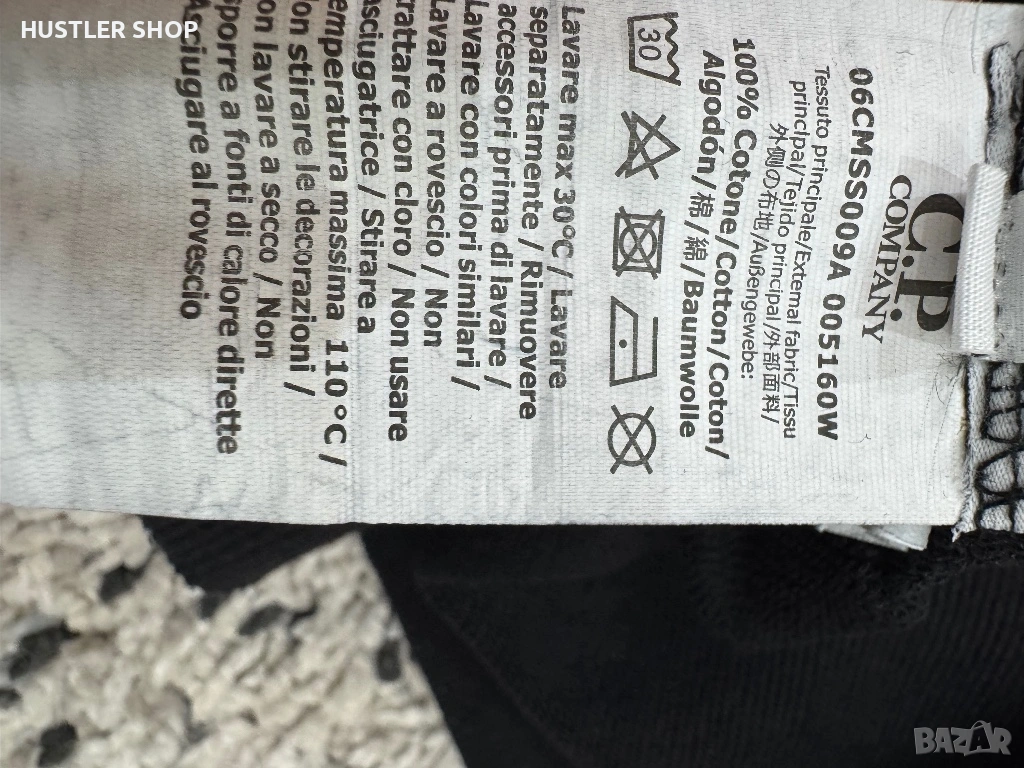 HUSTLER SHOP
C.P.
COMPANY
06CMSS009A 005160W
Tessuto principale/External fabric/Tissu
principal/Tejido principal/外部面料/
外側の布地/Außengewebe:
100% Cotone/Cotton/Coton/
Algodón/棉/綿/Baumwolle
30
Lavare max 30°C / Lavare
separatamente / Rimuovere
accessori prima di lavare /
Lavare con colori similari /
Lavare a rovescio / Non
trattare con cloro / Non usare
asciugatrice / Stirare a
temperatura massima 110°C /
Non stirare le decorazioni /
Non lavare a secco / Non
esporre a fonti di calore dirette
Asciugare al rovescio
BAZAR